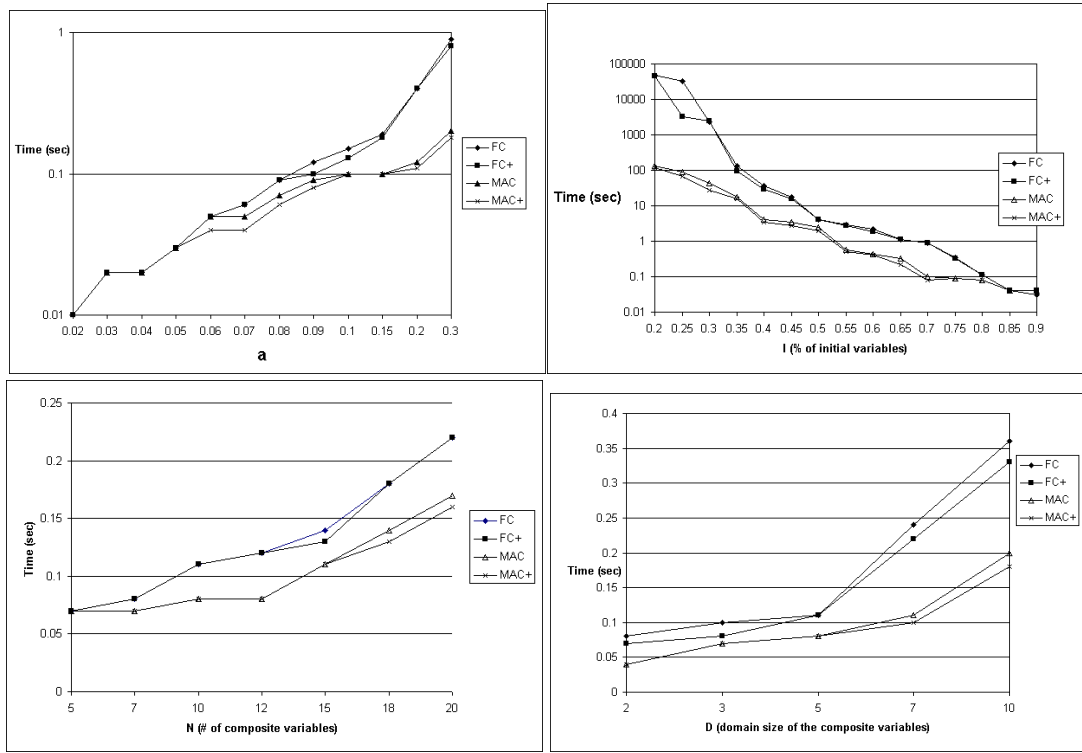 1
Time (sec)
0.1
0.01
0.02 0.03 0.04 0.05 0.06 0.07 0.08 0.09 0.1 0.15 0.2 0.3
a
FC
FC+
MAC
MAC+
100000
10000
1000
100
Time (sec)
10
1
0.1
0.01
0.2 0.25 0.3 0.35 0.4 0.45 0.5 0.55 0.6 0.65 0.7 0.75 0.8 0.85 0.9
I (% of initial variables)
FC
FC+
MAC
MAC+
0.25
0.2
0.15
Time (sec)
0.1
0.05
0
5 7 10 12 15 18 20
N (# of composite variables)
FC
FC+
MAC
MAC+
0.4
0.35
0.3
0.25
0.2
Time (sec)
0.15
0.1
0.05
0
2 3 5 7 10
D (domain size of the composite variables)
FC
FC+
MAC
MAC+